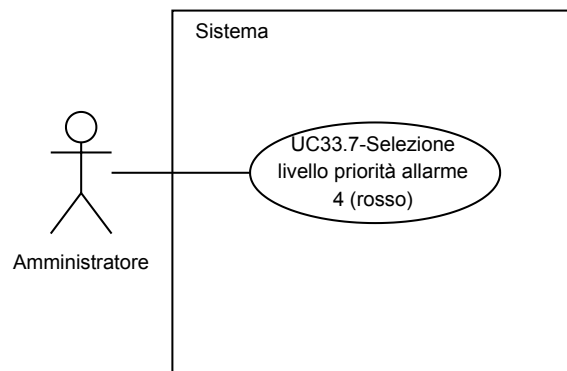 Sistema
UC33.7-Selezione
livello priorità allarme
4 (rosso)
Amministratore